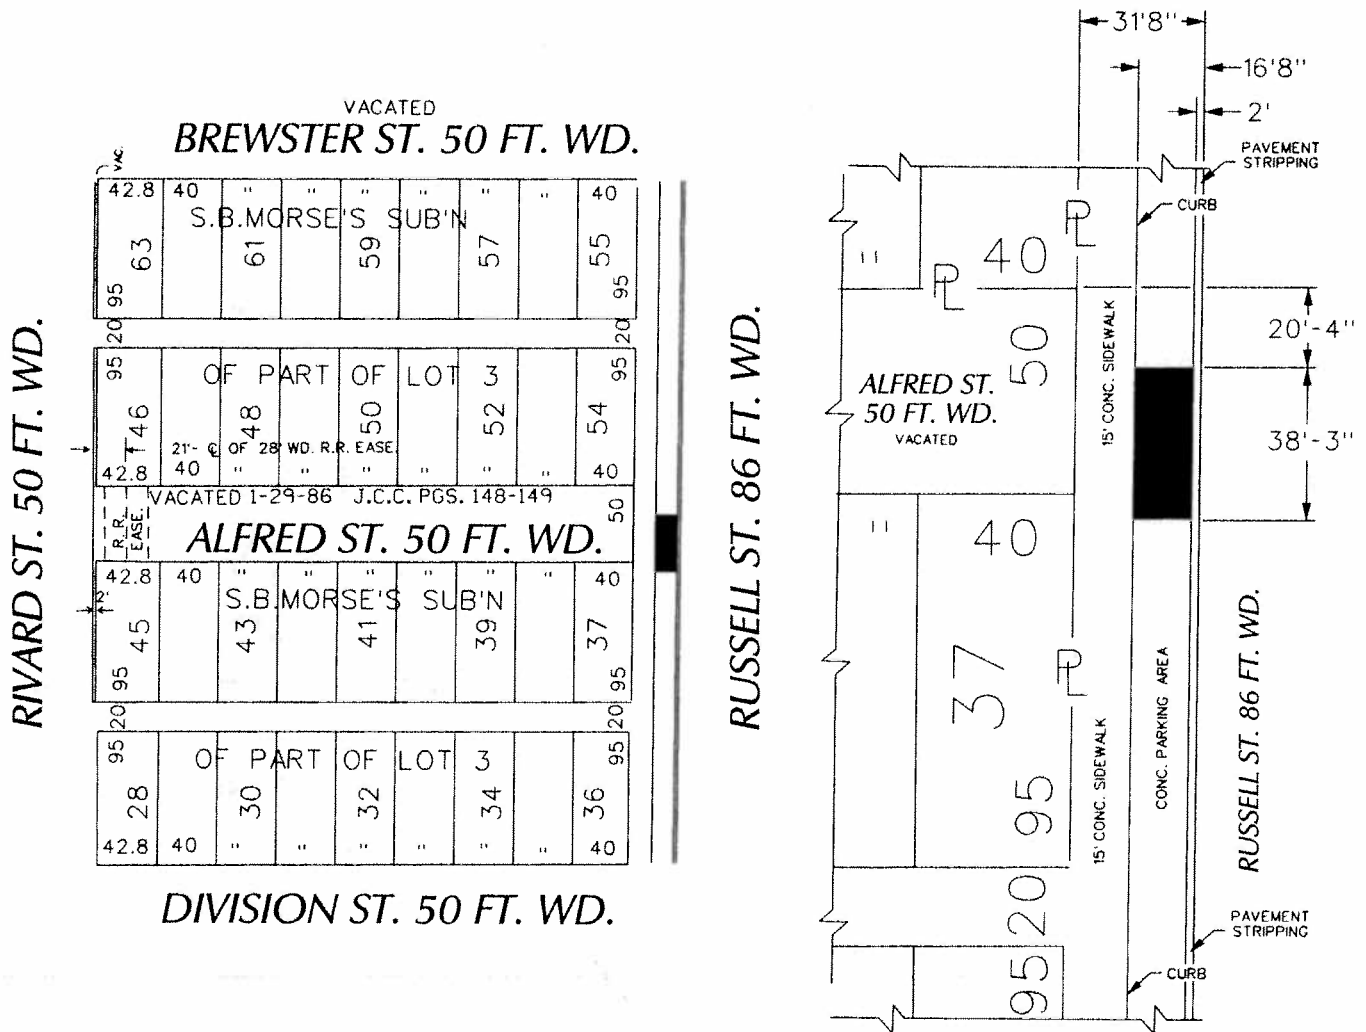 VACATED
BREWSTER ST. 50 FT. WD.
VAC.
42.8 40 " " " " " " 40
S.B.MORSE'S SUB'N
63 61 59 57 55
95 95
20 20
95 95
OF PART OF LOT 3
46 48 50 52 54
21'- ℄ OF 28' WD. R.R. EASE.
42.8 40 " " " " " " 40
VACATED 1-29-86 J.C.C. PGS. 148-149
R.R. EASE.
50
ALFRED ST. 50 FT. WD.
42.8 40 " " " " " " 40
2'
S.B.MORSE'S SUB'N
45 43 41 39 37
95 95
20 20
95 95
OF PART OF LOT 3
28 30 32 34 36
42.8 40 " " " " " " 40
DIVISION ST. 50 FT. WD.
RIVARD ST. 50 FT. WD.
RUSSELL ST. 86 FT. WD.
31'8"
16'8"
2'
PAVEMENT
STRIPPING
CURB
PL
" 40
PL
15' CONC. SIDEWALK
20'-4"
50
ALFRED ST.
50 FT. WD.
VACATED
38'-3"
" 40
37
PL
95
15' CONC. SIDEWALK
CONC. PARKING AREA
RUSSELL ST. 86 FT. WD.
20
95
PAVEMENT
STRIPPING
CURB